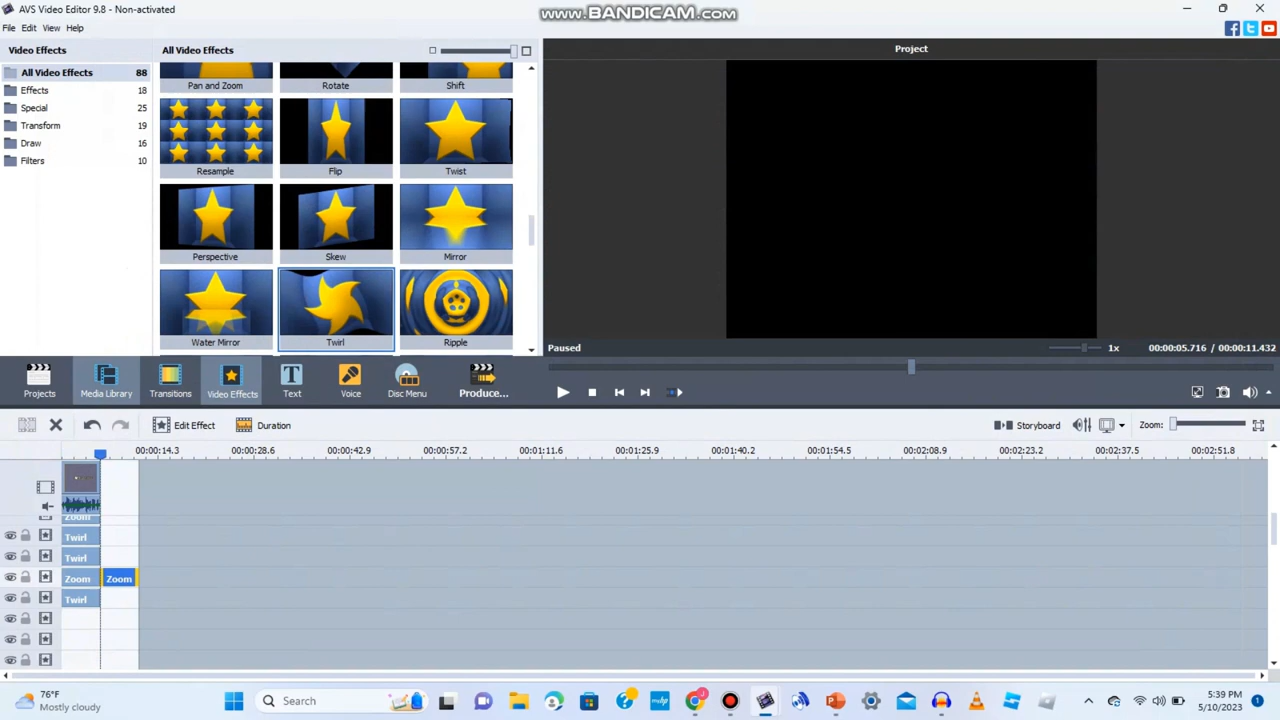 AVS Video Editor 9.8 - Non-activated
www.BANDICAM.com
File Edit View Help
Video Effects
All Video Effects
Project
All Video Effects 88
Effects 18
Special 25
Transform 19
Draw 15
Filters 10
Pan and Zoom Rotate Shift
Resample Flip Twist
Perspective Skew Mirror
Water Mirror Twirl Ripple
Paused
1x 00:00:05.716 / 00:00:11.432
Projects Media Library Transitions Video Effects Text Voice Disc Menu Produce...
Edit Effect Duration Storyboard Zoom:
00:00:14.3 00:00:28.6 00:00:42.9 00:00:57.2 00:01:11.6 00:01:25.9 00:01:40.2 00:01:54.5 00:02:08.9 00:02:23.2 00:02:37.5 00:02:51.8
Zoom
Twirl
Twirl
Zoom Zoom
Twirl
76°F
Mostly cloudy
Search
mvhp
5:39 PM
5/10/2023
1